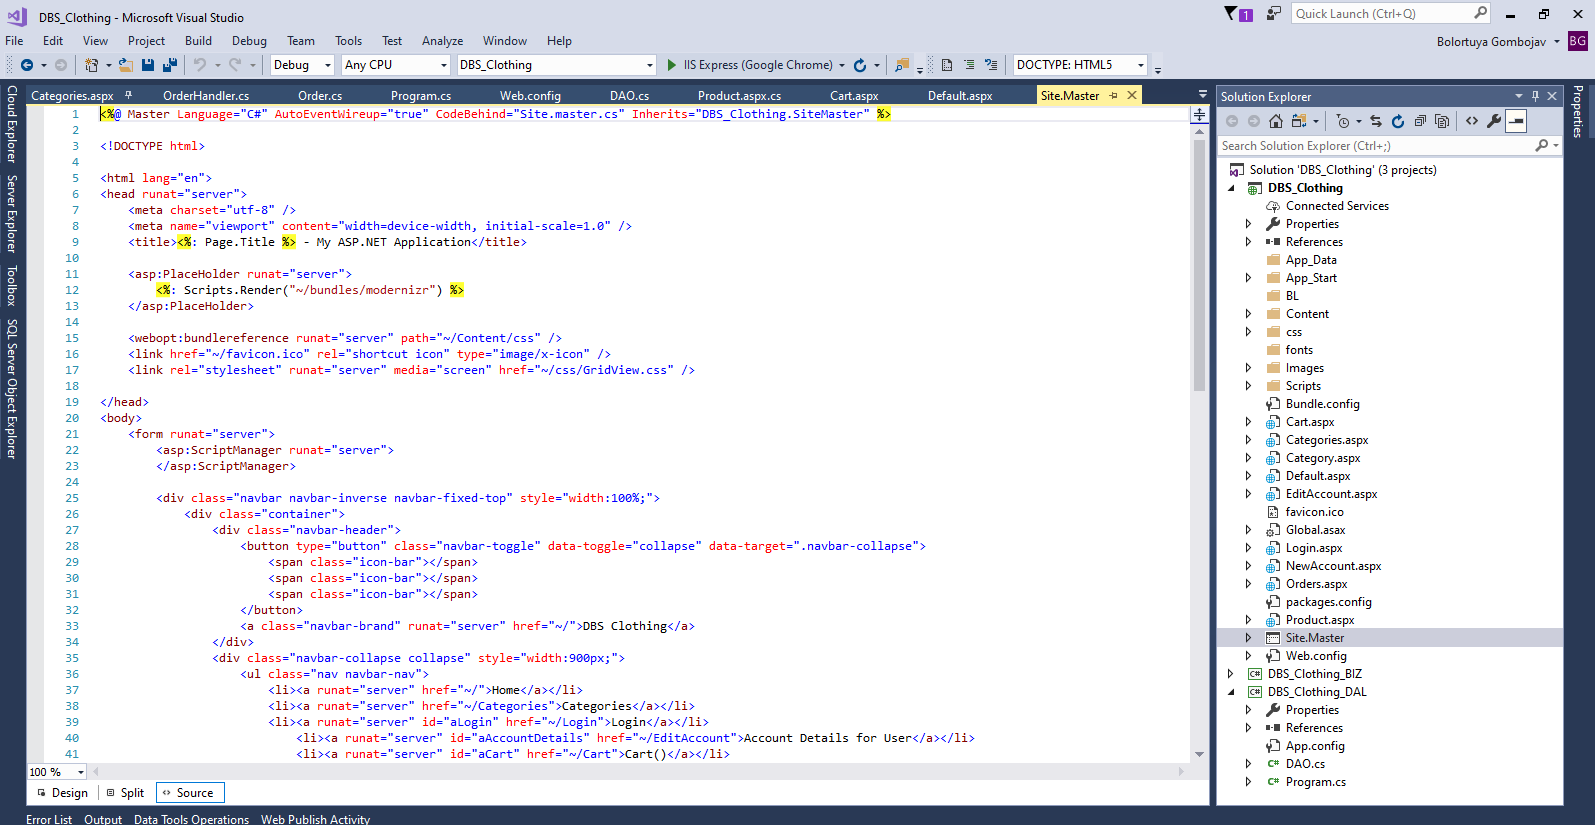 DBS_Clothing - Microsoft Visual Studio
1
Quick Launch (Ctrl+Q)
File Edit View Project Build Debug Team Tools Test Analyze Window Help
Bolortuya Gombojav BG
Debug Any CPU DBS_Clothing IIS Express (Google Chrome) DOCTYPE: HTML5
Cloud Explorer
Server Explorer
Toolbox
SQL Server Object Explorer
Categories.aspx OrderHandler.cs Order.cs Program.cs Web.config DAO.cs Product.aspx.cs Cart.aspx Default.aspx Site.Master
1 <%@ Master Language="C#" AutoEventWireup="true" CodeBehind="Site.master.cs" Inherits="DBS_Clothing.SiteMaster" %>
2
3 <!DOCTYPE html>
4
5 <html lang="en">
6 <head runat="server">
7 <meta charset="utf-8" />
8 <meta name="viewport" content="width=device-width, initial-scale=1.0" />
9 <title><%: Page.Title %> - My ASP.NET Application</title>
10
11 <asp:PlaceHolder runat="server">
12 <%: Scripts.Render("~/bundles/modernizr") %>
13 </asp:PlaceHolder>
14
15 <webopt:bundlereference runat="server" path="~/Content/css" />
16 <link href="~/favicon.ico" rel="shortcut icon" type="image/x-icon" />
17 <link rel="stylesheet" runat="server" media="screen" href="~/css/GridView.css" />
18
19 </head>
20 <body>
21 <form runat="server">
22 <asp:ScriptManager runat="server">
23 </asp:ScriptManager>
24
25 <div class="navbar navbar-inverse navbar-fixed-top" style="width:100%;">
26 <div class="container">
27 <div class="navbar-header">
28 <button type="button" class="navbar-toggle" data-toggle="collapse" data-target=".navbar-collapse">
29 <span class="icon-bar"></span>
30 <span class="icon-bar"></span>
31 <span class="icon-bar"></span>
32 </button>
33 <a class="navbar-brand" runat="server" href="~/">DBS Clothing</a>
34 </div>
35 <div class="navbar-collapse collapse" style="width:900px;">
36 <ul class="nav navbar-nav">
37 <li><a runat="server" href="~/">Home</a></li>
38 <li><a runat="server" href="~/Categories">Categories</a></li>
39 <li><a runat="server" id="aLogin" href="~/Login">Login</a></li>
40 <li><a runat="server" id="aAccountDetails" href="~/EditAccount">Account Details for User</a></li>
41 <li><a runat="server" id="aCart" href="~/Cart">Cart()</a></li>
100 %
Design Split Source
Error List Output Data Tools Operations Web Publish Activity
Solution Explorer
Search Solution Explorer (Ctrl+;)
Solution 'DBS_Clothing' (3 projects)
DBS_Clothing
Connected Services
Properties
References
App_Data
App_Start
BL
Content
css
fonts
Images
Scripts
Bundle.config
Cart.aspx
Categories.aspx
Category.aspx
Default.aspx
EditAccount.aspx
favicon.ico
Global.asax
Login.aspx
NewAccount.aspx
Orders.aspx
packages.config
Product.aspx
Site.Master
Web.config
C# DBS_Clothing_BIZ
C# DBS_Clothing_DAL
Properties
References
App.config
C# DAO.cs
C# Program.cs
Properties